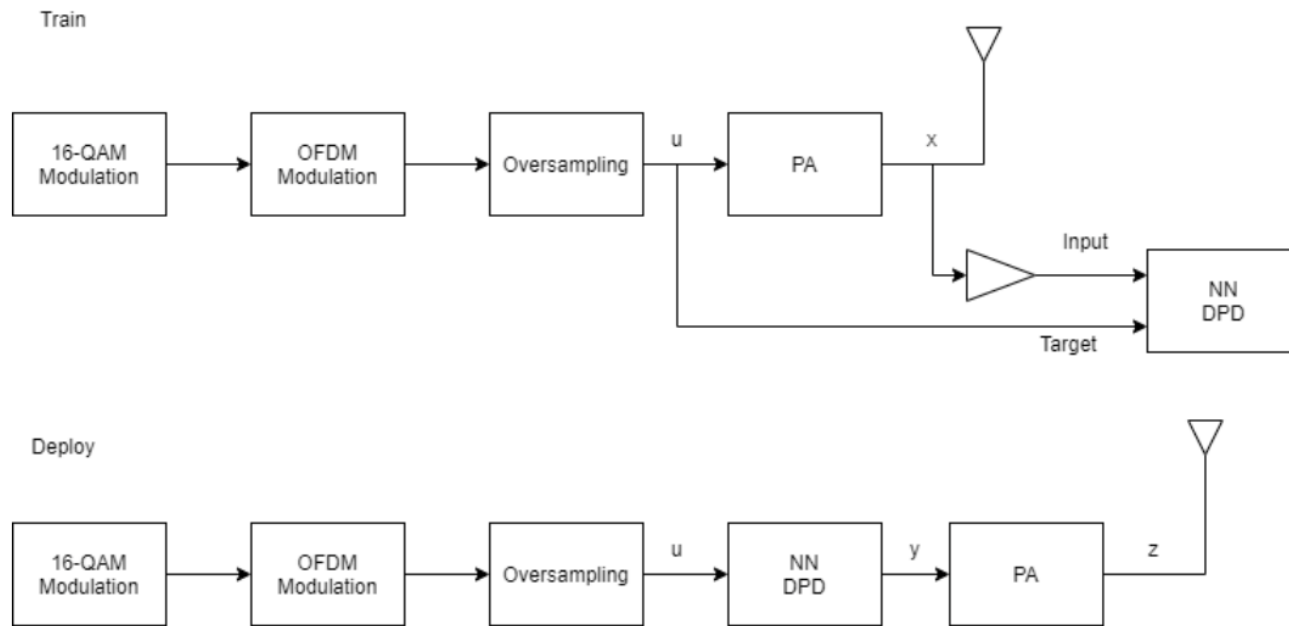 Train
16-QAM
Modulation
OFDM
Modulation
Oversampling
u
PA
x
Input
Target
NN
DPD
Deploy
16-QAM
Modulation
OFDM
Modulation
Oversampling
u
NN
DPD
y
PA
z